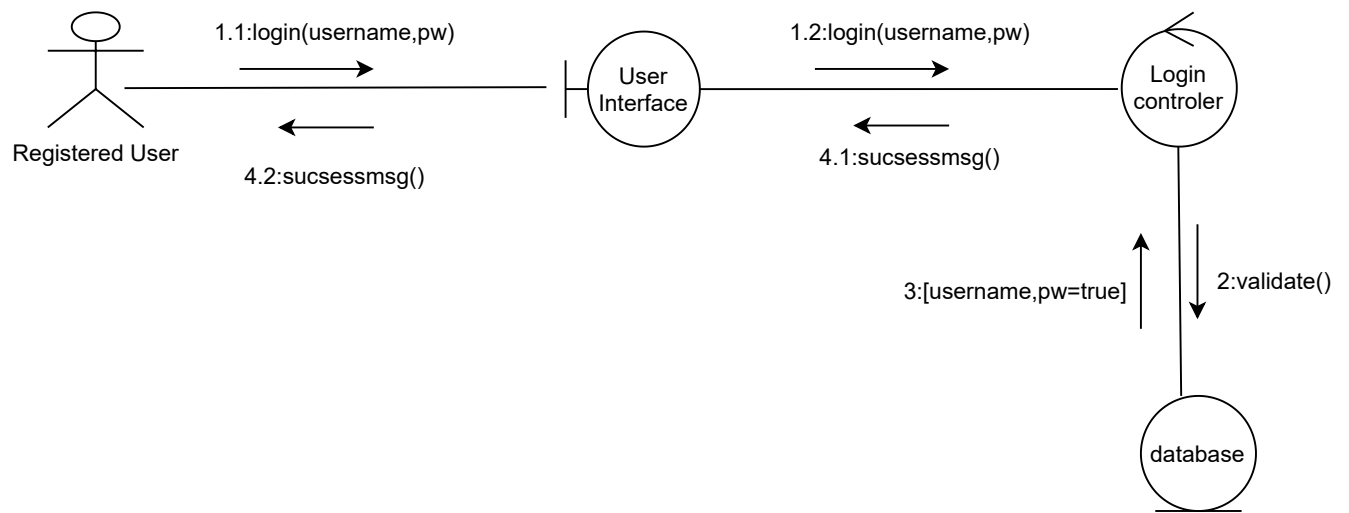 1.1:login(username,pw)
1.2:login(username,pw)
User
Interface
Login
controler
Registered User
4.2:sucsessmsg()
4.1:sucsessmsg()
3:[username,pw=true]
2:validate()
database